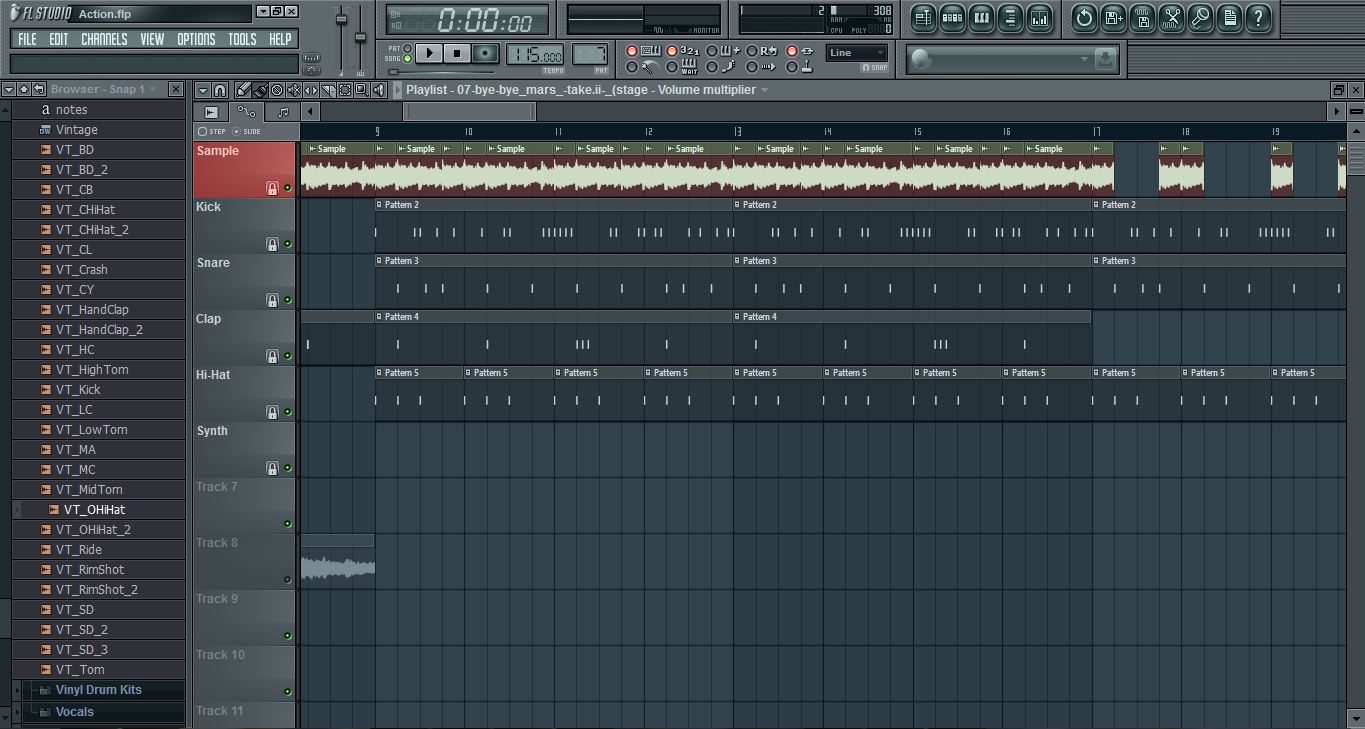 FL STUDIO Action.flp
FILE EDIT CHANNELS VIEW OPTIONS TOOLS HELP
0:00:00
MONITOR
2
308
RAM
MB
CPU POLY 0
PAT
SONG
115.000
TEMPO
PAT
321
WAIT
Line
SNAP
Browser - Snap 1
Playlist - 07-bye-bye_mars_-take.ii-_(stage - Volume multiplier
STEP SLIDE
9 10 11 12 13 14 15 16 17 18 19
a notes
Vintage
VT_BD
VT_BD_2
VT_CB
VT_CHiHat
VT_CHiHat_2
VT_CL
VT_Crash
VT_CY
VT_HandClap
VT_HandClap_2
VT_HC
VT_HighTom
VT_Kick
VT_LC
VT_LowTom
VT_MA
VT_MC
VT_MidTom
VT_OHiHat
VT_OHiHat_2
VT_Ride
VT_RimShot
VT_RimShot_2
VT_SD
VT_SD_2
VT_SD_3
VT_Tom
Vinyl Drum Kits
Vocals
Sample
Sample Sample Sample Sample Sample Sample Sample Sample Sample
Kick
Pattern 2 Pattern 2 Pattern 2
Snare
Pattern 3 Pattern 3 Pattern 3
Clap
Pattern 4 Pattern 4
Hi-Hat
Pattern 5 Pattern 5 Pattern 5 Pattern 5 Pattern 5 Pattern 5 Pattern 5 Pattern 5 Pattern 5 Pattern 5 Pattern 5
Synth
Track 7
Track 8
Track 9
Track 10
Track 11